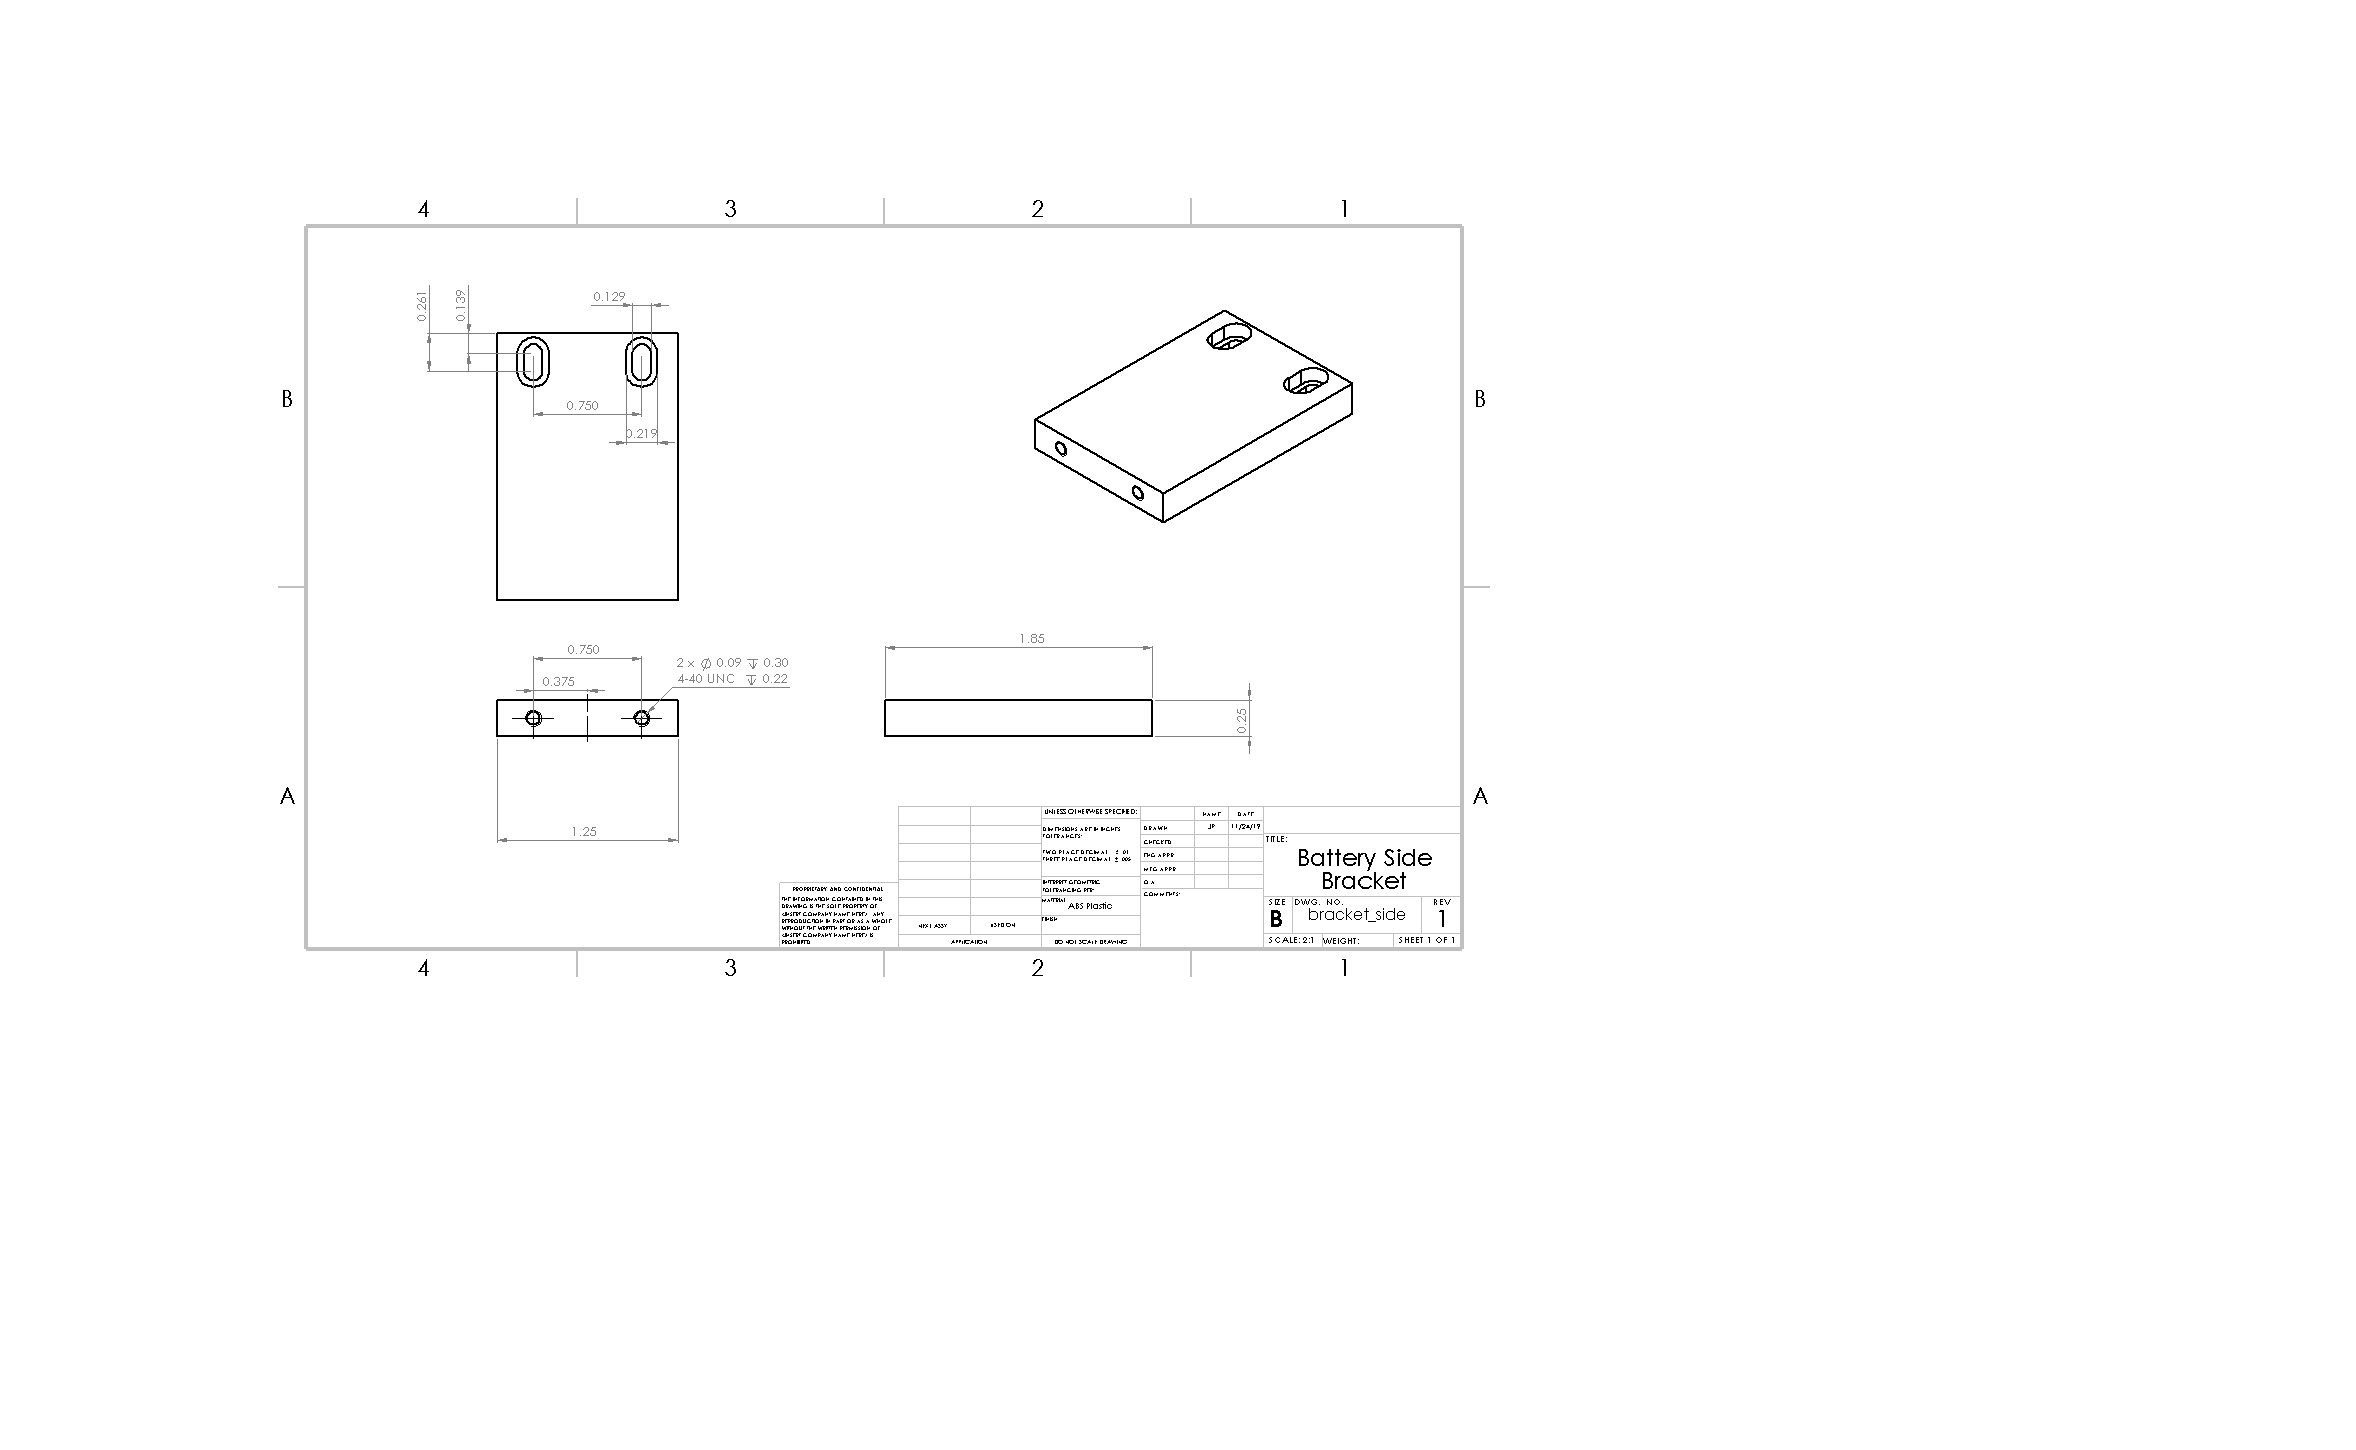 4 3 2 1
B B
0.261
0.139
0.129
0.750
0.219
0.750
0.375
2 x ⌀ 0.09 ↧ 0.30
4-40 UNC ↧ 0.22
1.25
1.85
0.25
A A
UNLESS OTHERWISE SPECIFIED:
DIMENSIONS ARE IN INCHES
TOLERANCES:
TWO PLACE DECIMAL ± .01
THREE PLACE DECIMAL ± .005
INTERPRET GEOMETRIC
TOLERANCING PER:
MATERIAL
ABS Plastic
FINISH
DO NOT SCALE DRAWING
NAME DATE
DRAWN JP 11/24/19
CHECKED
ENG APPR.
MFG APPR.
Q.A.
COMMENTS:
TITLE:
Battery Side
Bracket
SIZE DWG. NO. REV
B bracket_side 1
SCALE: 2:1 WEIGHT: SHEET 1 OF 1
PROPRIETARY AND CONFIDENTIAL
THE INFORMATION CONTAINED IN THIS
DRAWING IS THE SOLE PROPERTY OF
<INSERT COMPANY NAME HERE>. ANY
REPRODUCTION IN PART OR AS A WHOLE
WITHOUT THE WRITTEN PERMISSION OF
<INSERT COMPANY NAME HERE> IS
PROHIBITED.
NEXT ASSY USED ON
APPLICATION
4 3 2 1